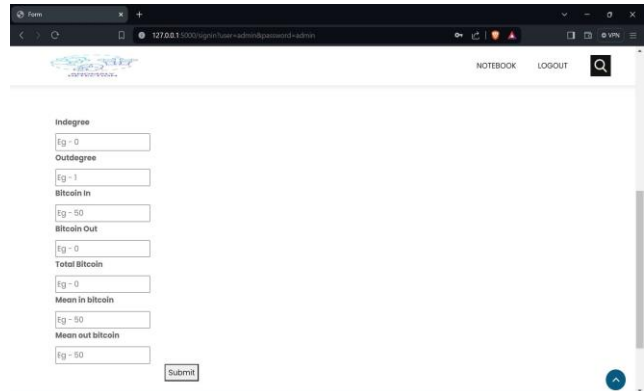 Form
127.0.0.1:5000/signin?user=admin&password=admin
VPN
NOTEBOOK LOGOUT
Indegree
Eg - 0
Outdegree
Eg - 1
Bitcoin In
Eg - 50
Bitcoin Out
Eg - 0
Total Bitcoin
Eg - 0
Mean in bitcoin
Eg - 50
Mean out bitcoin
Eg - 50
Submit